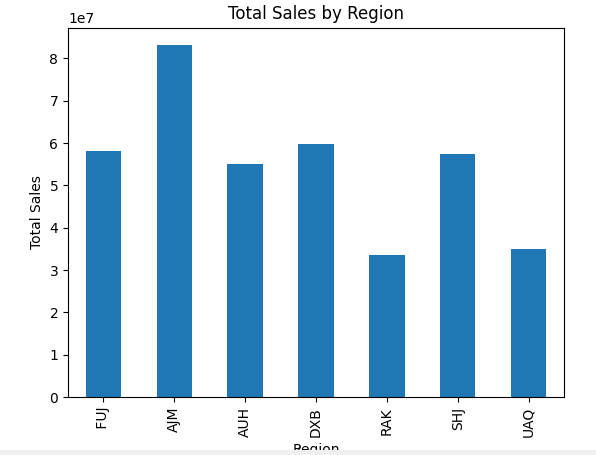 Total Sales by Region
1e7
8
7
6
5
4
3
2
1
0
Total Sales
FUJ
AJM
AUH
DXB
RAK
SHJ
UAQ
Region